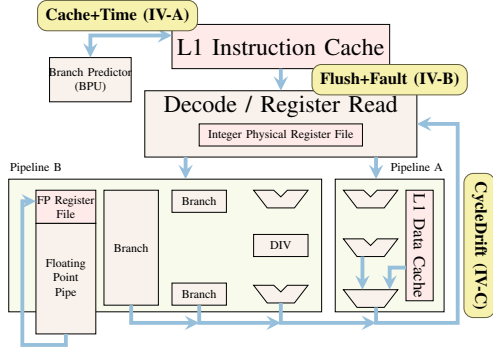 Cache+Time (IV-A)
L1 Instruction Cache
Branch Predictor
(BPU)
Flush+Fault (IV-B)
Decode / Register Read
Integer Physical Register File
Pipeline B
Pipeline A
FP Register
File
Floating
Point
Pipe
Branch
Branch
DIV
Branch
L1 Data
Cache
CycleDrift (IV-C)